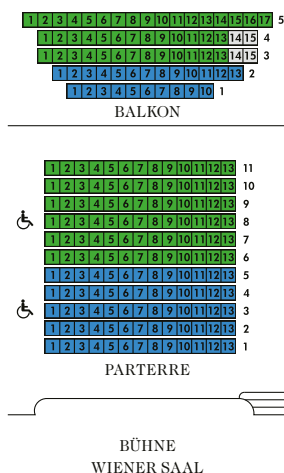 1 2 3 4 5 6 7 8 9 10 11 12 13 14 15 16 17 5
1 2 3 4 5 6 7 8 9 10 11 12 13 14 15 4
1 2 3 4 5 6 7 8 9 10 11 12 13 14 15 3
1 2 3 4 5 6 7 8 9 10 11 12 13 2
1 2 3 4 5 6 7 8 9 10 1
BALKON
1 2 3 4 5 6 7 8 9 10 11 12 13 11
1 2 3 4 5 6 7 8 9 10 11 12 13 10
1 2 3 4 5 6 7 8 9 10 11 12 13 9
1 2 3 4 5 6 7 8 9 10 11 12 13 8
1 2 3 4 5 6 7 8 9 10 11 12 13 7
1 2 3 4 5 6 7 8 9 10 11 12 13 6
1 2 3 4 5 6 7 8 9 10 11 12 13 5
1 2 3 4 5 6 7 8 9 10 11 12 13 4
1 2 3 4 5 6 7 8 9 10 11 12 13 3
1 2 3 4 5 6 7 8 9 10 11 12 13 2
1 2 3 4 5 6 7 8 9 10 11 12 13 1
PARTERRE
BÜHNE
WIENER SAAL